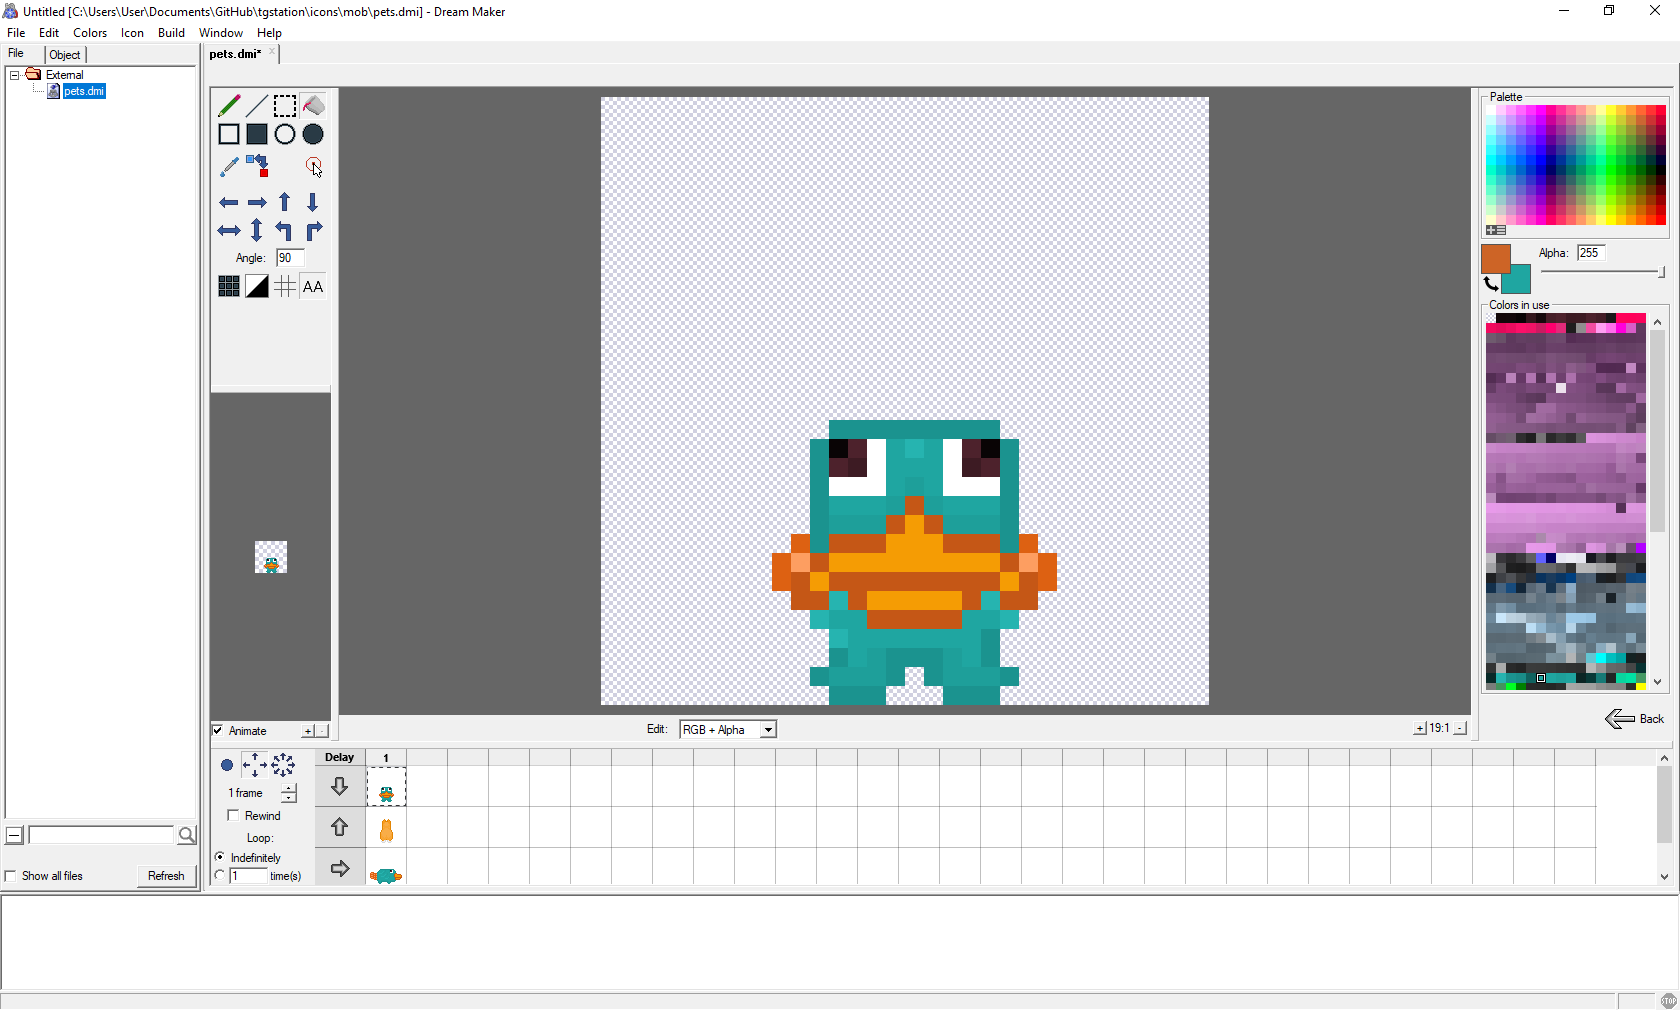 Untitled [C:\Users\User\Documents\GitHub\tgstation\icons\mob\pets.dmi] - Dream Maker
File Edit Colors Icon Build Window Help
File Object
pets.dmi*
External
pets.dmi
Palette
Angle: 90
Alpha: 255
AA
Colors in use
Back
Animate + -
Edit: RGB + Alpha
+ 19:1 -
Delay 1
1 frame
Rewind
Loop:
Indefinitely
1 time(s)
Show all files Refresh
STOP